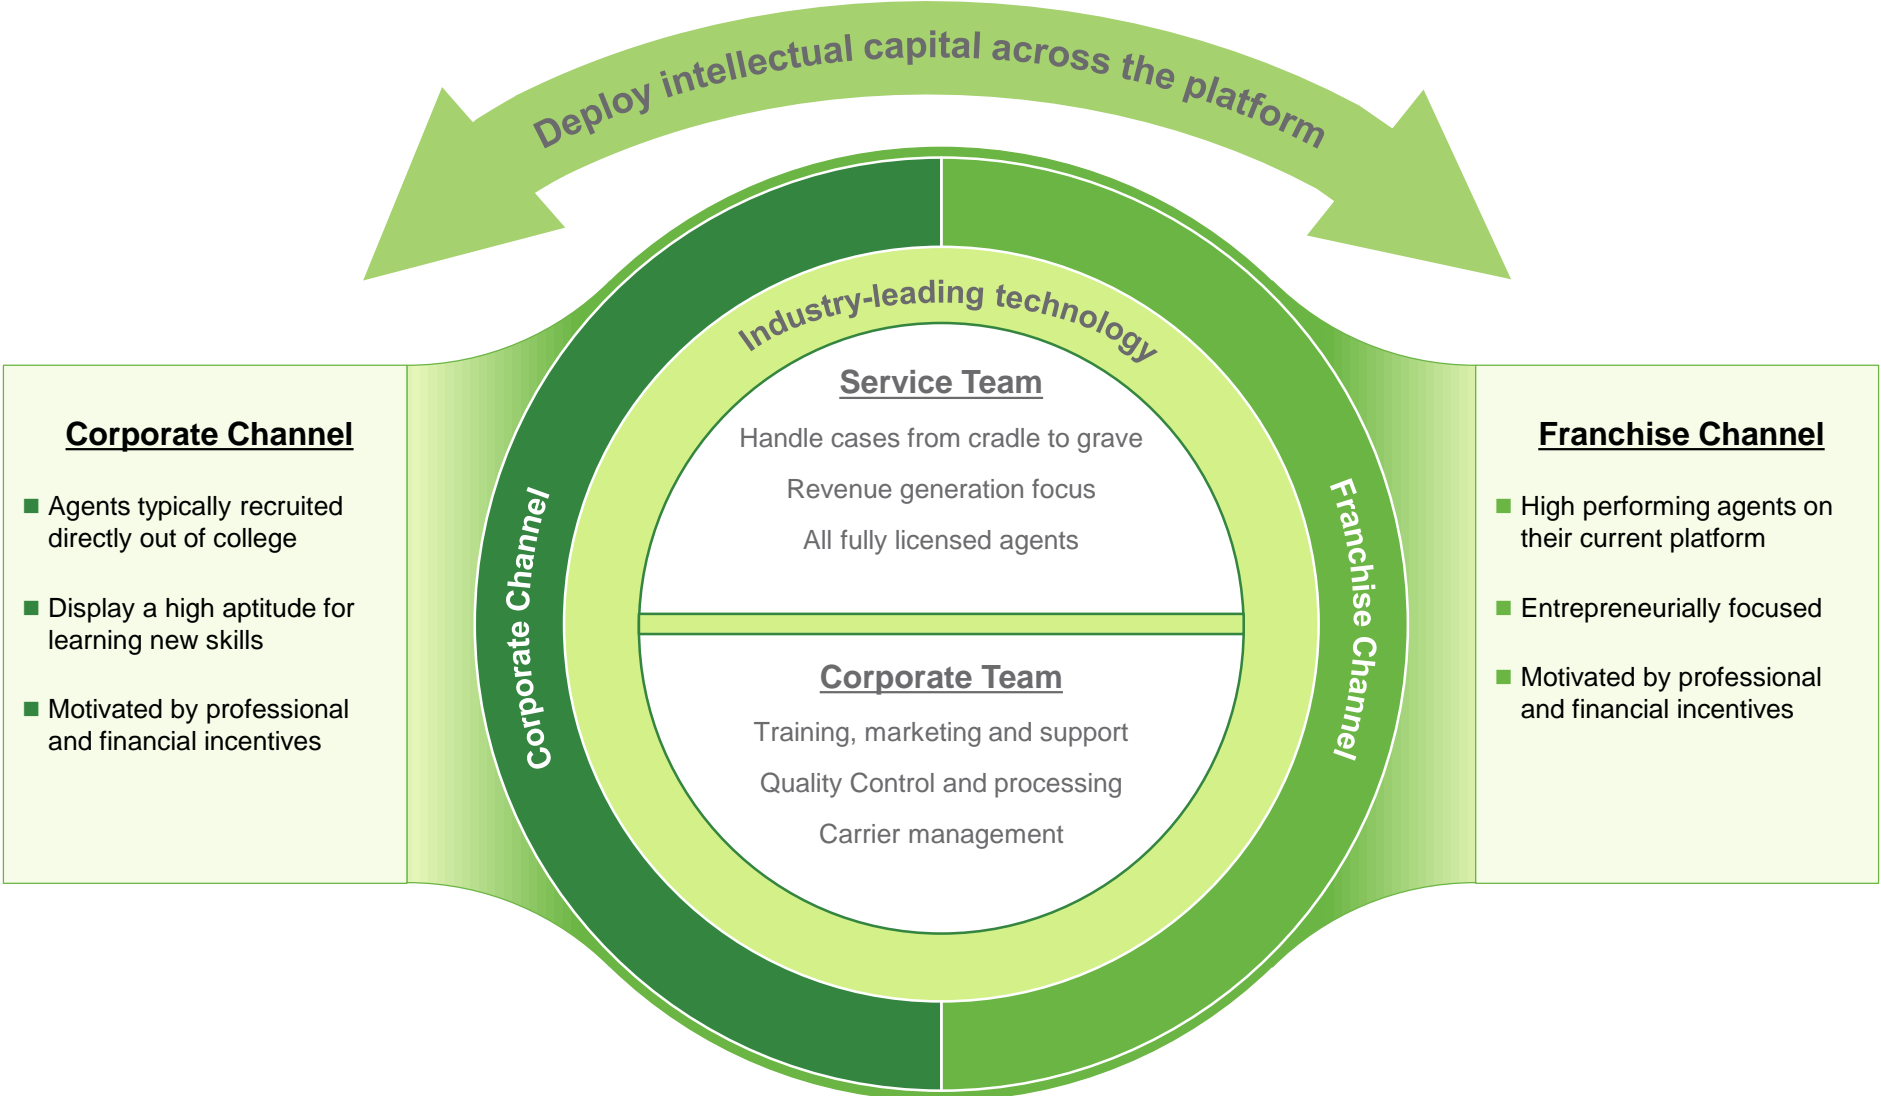 Deploy intellectual capital across the platform
Industry-leading technology
Service Team
Handle cases from cradle to grave
Revenue generation focus
All fully licensed agents
Corporate Team
Training, marketing and support
Quality Control and processing
Carrier management
Corporate Channel
Franchise Channel
Corporate Channel
Agents typically recruited
directly out of college
Display a high aptitude for
learning new skills
Motivated by professional
and financial incentives
Franchise Channel
High performing agents on
their current platform
Entrepreneurially focused
Motivated by professional
and financial incentives